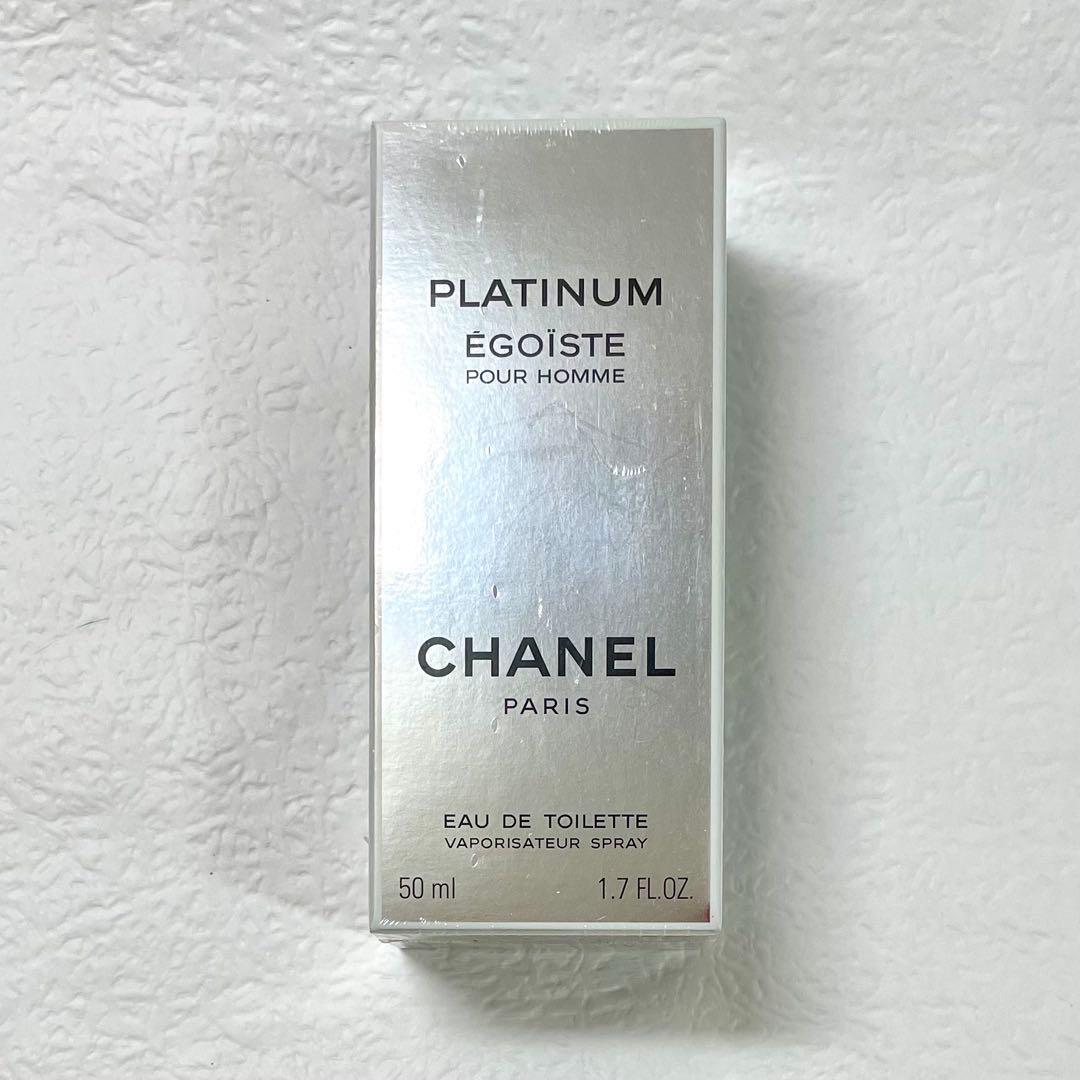 PLATINUM
ÉGOÏSTE
POUR HOMME
CHANEL
PARIS
EAU DE TOILETTE
VAPORISATEUR SPRAY
50 ml 1.7 FL.OZ.